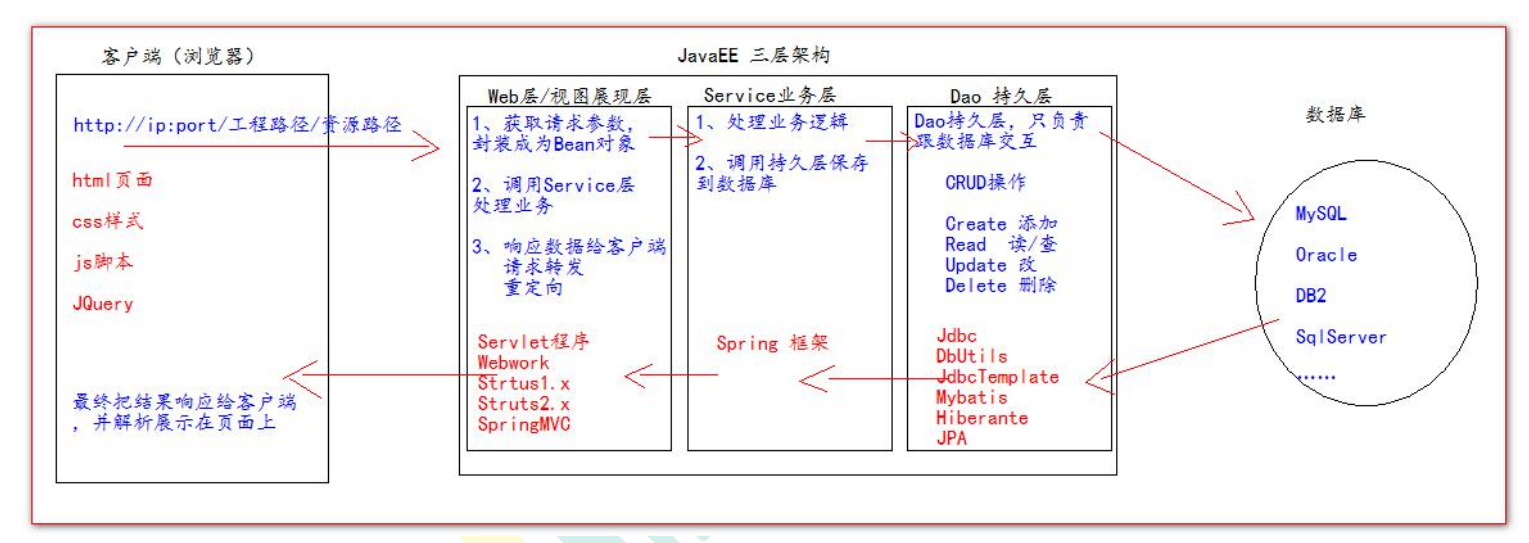 客户端（浏览器）
http://ip:port/工程路径/资源路径
html页面
css样式
js脚本
JQuery
最终把结果响应给客户端
，并解析展示在页面上
JavaEE 三层架构
Web层/视图展现层
1、获取请求参数，
封装成为Bean对象
2、调用Service层
处理业务
3、响应数据给客户端
请求转发
重定向
Servlet程序
Webwork
Strtus1.x
Struts2.x
SpringMVC
Service业务层
1、处理业务逻辑
2、调用持久层保存
到数据库
Spring 框架
Dao 持久层
Dao持久层，只负责
跟数据库交互
CRUD操作
Create 添加
Read 读/查
Update 改
Delete 删除
Jdbc
DbUtils
JdbcTemplate
Mybatis
Hiberante
JPA
数据库
MySQL
Oracle
DB2
SqlServer
......